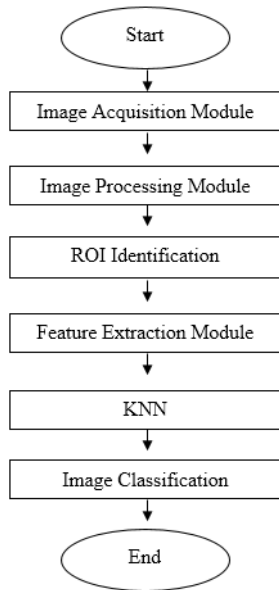 Start
Image Acquisition Module
Image Processing Module
ROI Identification
Feature Extraction Module
KNN
Image Classification
End